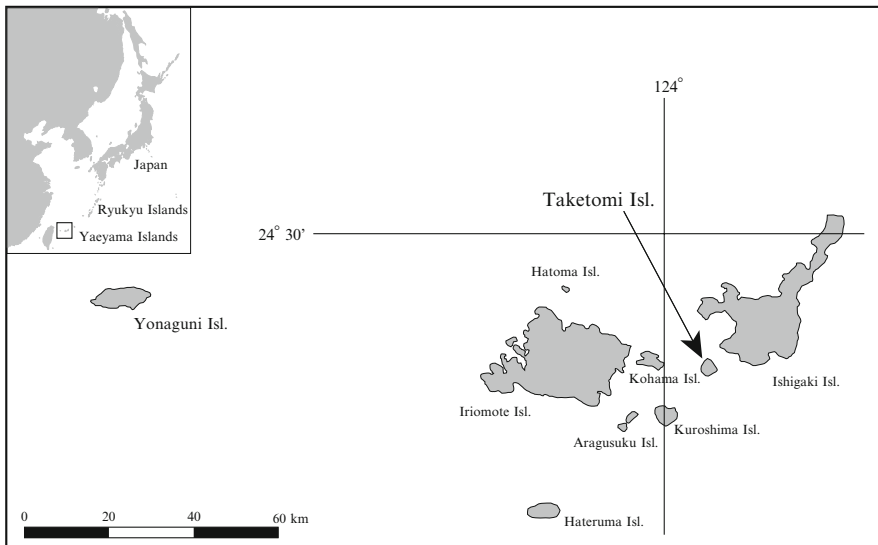 Japan
Ryukyu Islands
Yaeyama Islands
124°
Taketomi Isl.
24° 30'
Hatoma Isl.
Yonaguni Isl.
Kohama Isl.
Ishigaki Isl.
Iriomote Isl.
Kuroshima Isl.
Aragusuku Isl.
0 20 40 60 km
Hateruma Isl.